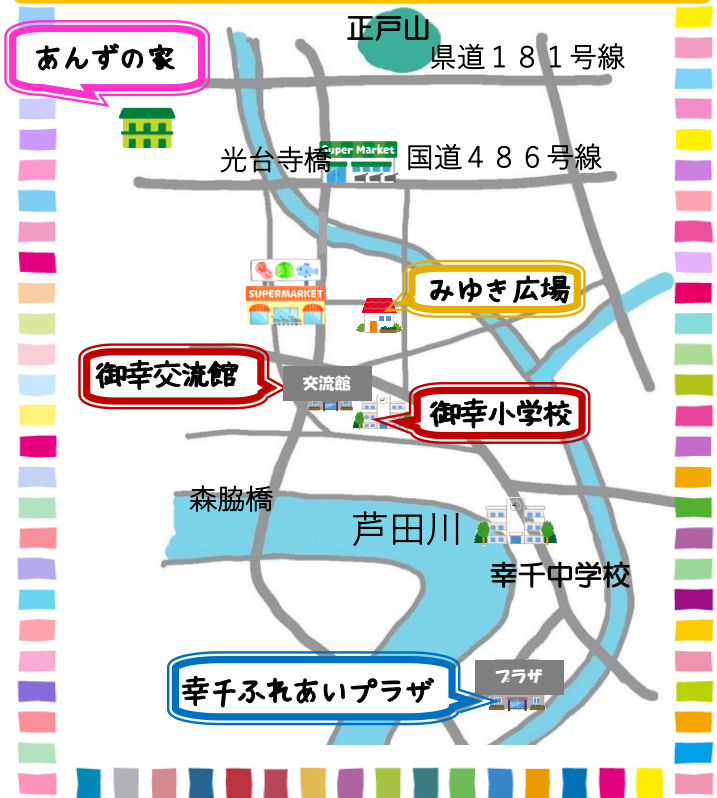 正戸山
あんずの家
県道１８１号線
光台寺橋
Super Market
国道４８６号線
SUPERMARKET
みゆき広場
御幸交流館
交流館
御幸小学校
森脇橋
芦田川
幸千中学校
プラザ
幸千ふれあいプラザ